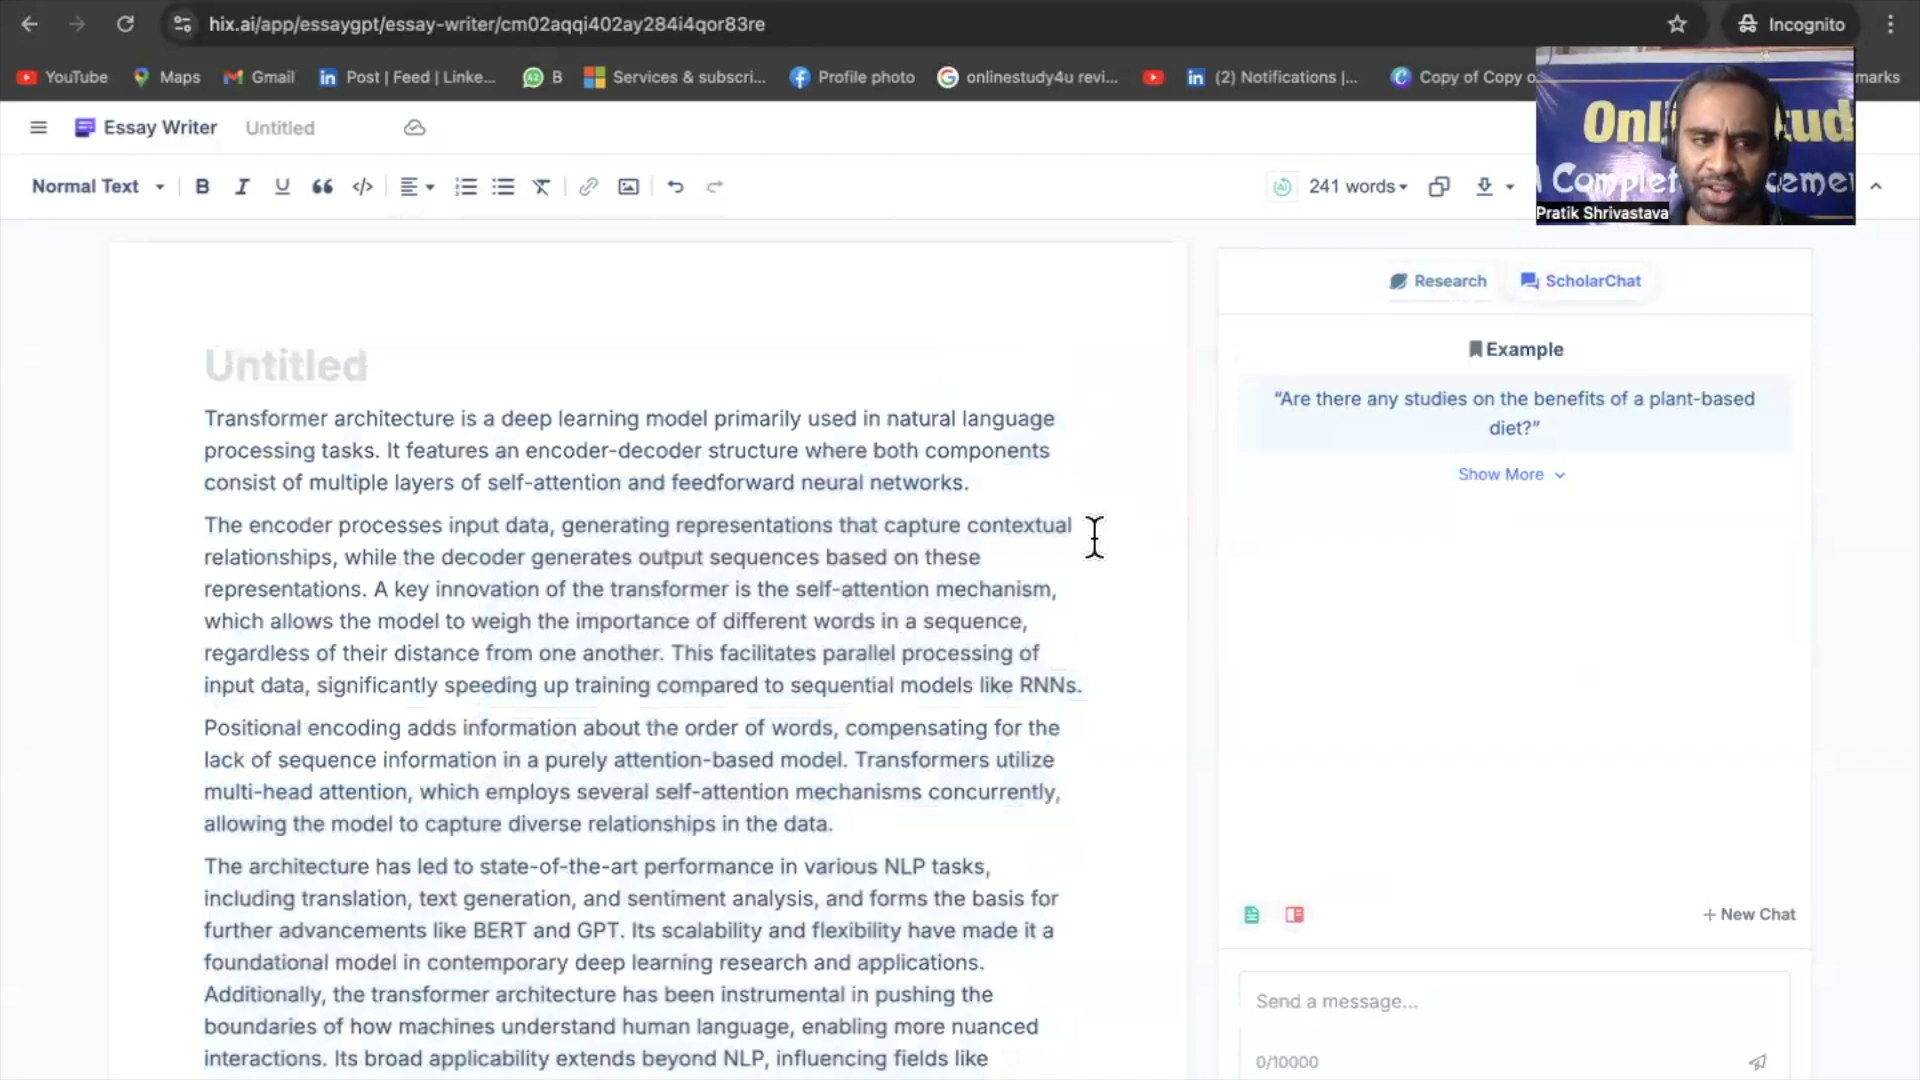 hix.ai/app/essaygpt/essay-writer/cm02aqqi402ay284i4qor83re
Incognito
YouTube
Maps
Gmail
Post | Feed | Linke...
B
Services & subscri...
Profile photo
onlinestudy4u revi...
(2) Notifications |...
Copy of Copy o
marks
Essay Writer
Untitled
Normal Text
B
I
U
241 words
Pratik Shrivastava
Research
ScholarChat
Example
“Are there any studies on the benefits of a plant-based
diet?”
Show More
Untitled
Transformer architecture is a deep learning model primarily used in natural language
processing tasks. It features an encoder-decoder structure where both components
consist of multiple layers of self-attention and feedforward neural networks.
The encoder processes input data, generating representations that capture contextual
relationships, while the decoder generates output sequences based on these
representations. A key innovation of the transformer is the self-attention mechanism,
which allows the model to weigh the importance of different words in a sequence,
regardless of their distance from one another. This facilitates parallel processing of
input data, significantly speeding up training compared to sequential models like RNNs.
Positional encoding adds information about the order of words, compensating for the
lack of sequence information in a purely attention-based model. Transformers utilize
multi-head attention, which employs several self-attention mechanisms concurrently,
allowing the model to capture diverse relationships in the data.
The architecture has led to state-of-the-art performance in various NLP tasks,
including translation, text generation, and sentiment analysis, and forms the basis for
further advancements like BERT and GPT. Its scalability and flexibility have made it a
foundational model in contemporary deep learning research and applications.
Additionally, the transformer architecture has been instrumental in pushing the
boundaries of how machines understand human language, enabling more nuanced
interactions. Its broad applicability extends beyond NLP, influencing fields like
+ New Chat
Send a message...
0/10000